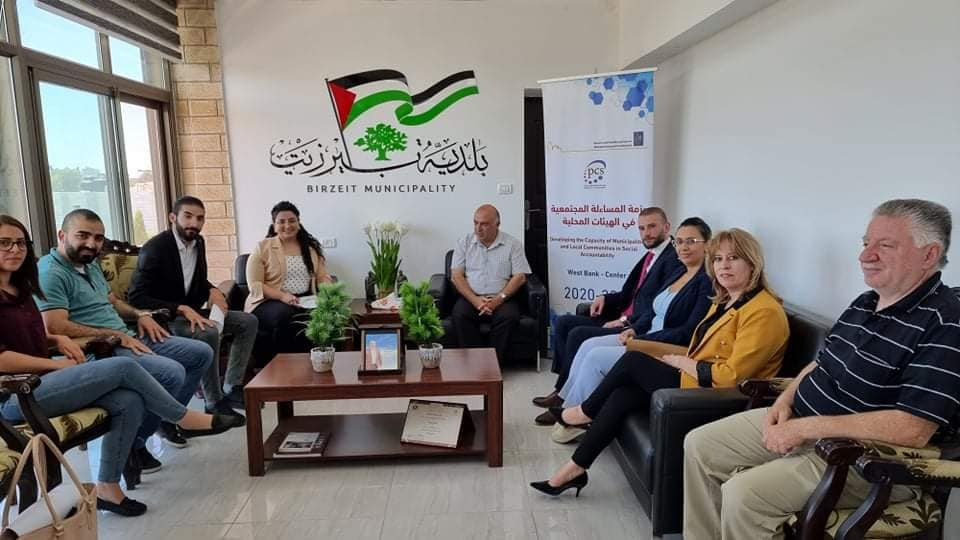 بلدية بيرزيت
BIRZEIT MUNICIPALITY
pcs
المساءلة المجتمعية
في الهيئات المحلية
Developing the Capacity of
and Local Communities in Social
Accountability
West Bank - Center
2020-